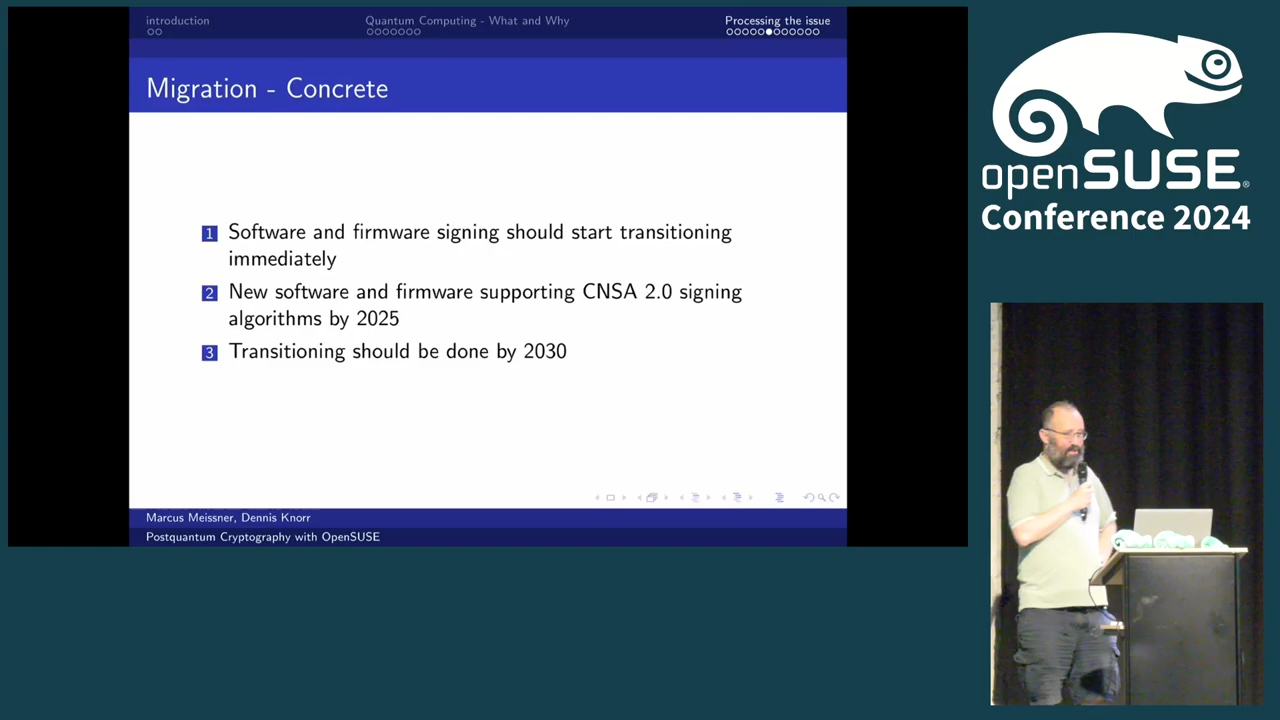 introduction
Quantum Computing - What and Why
Processing the issue
Migration - Concrete
1 Software and firmware signing should start transitioning
immediately
2 New software and firmware supporting CNSA 2.0 signing
algorithms by 2025
3 Transitioning should be done by 2030
Marcus Meissner, Dennis Knorr
Postquantum Cryptography with OpenSUSE
openSUSE®
Conference 2024